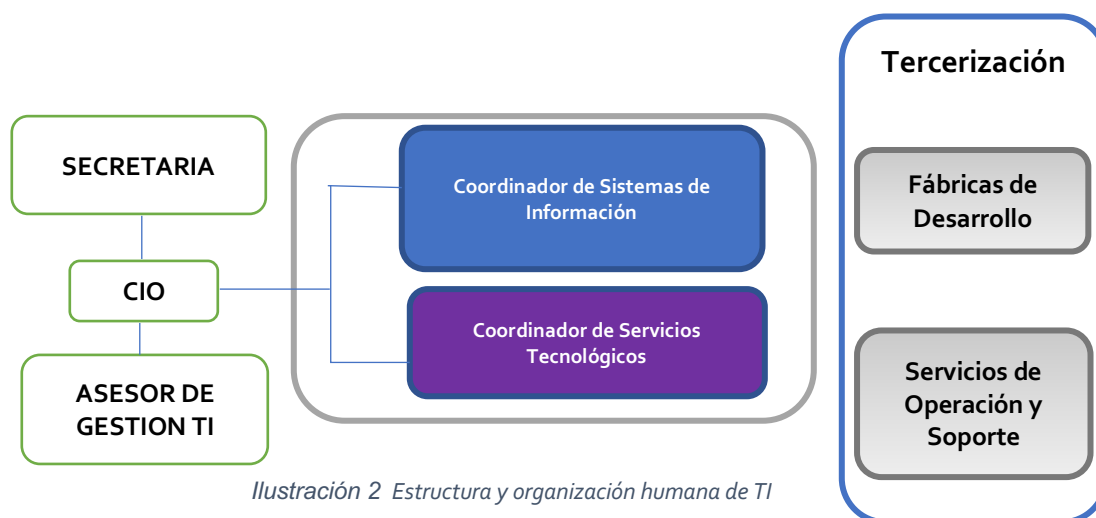 SECRETARIA
CIO
ASESOR DE
GESTION TI
Coordinador de Sistemas de
Información
Coordinador de Servicios
Tecnológicos
Tercerización
Fábricas de
Desarrollo
Servicios de
Operación y
Soporte
Ilustración 2 Estructura y organización humana de TI